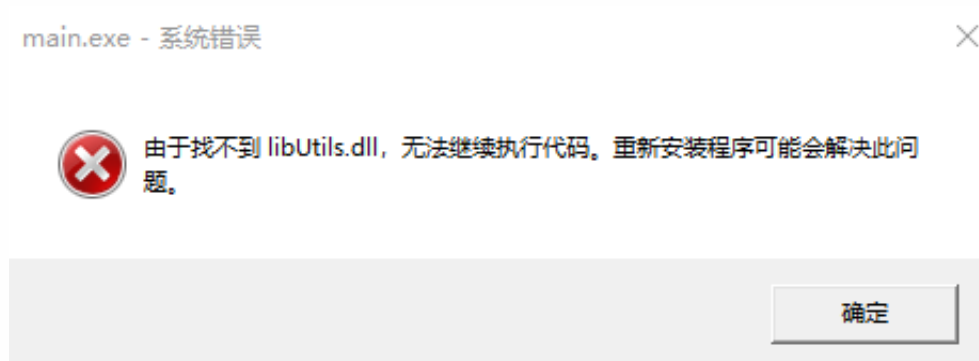 main.exe - 系统错误
由于找不到 libUtils.dll，无法继续执行代码。重新安装程序可能会解决此问
题。
确定